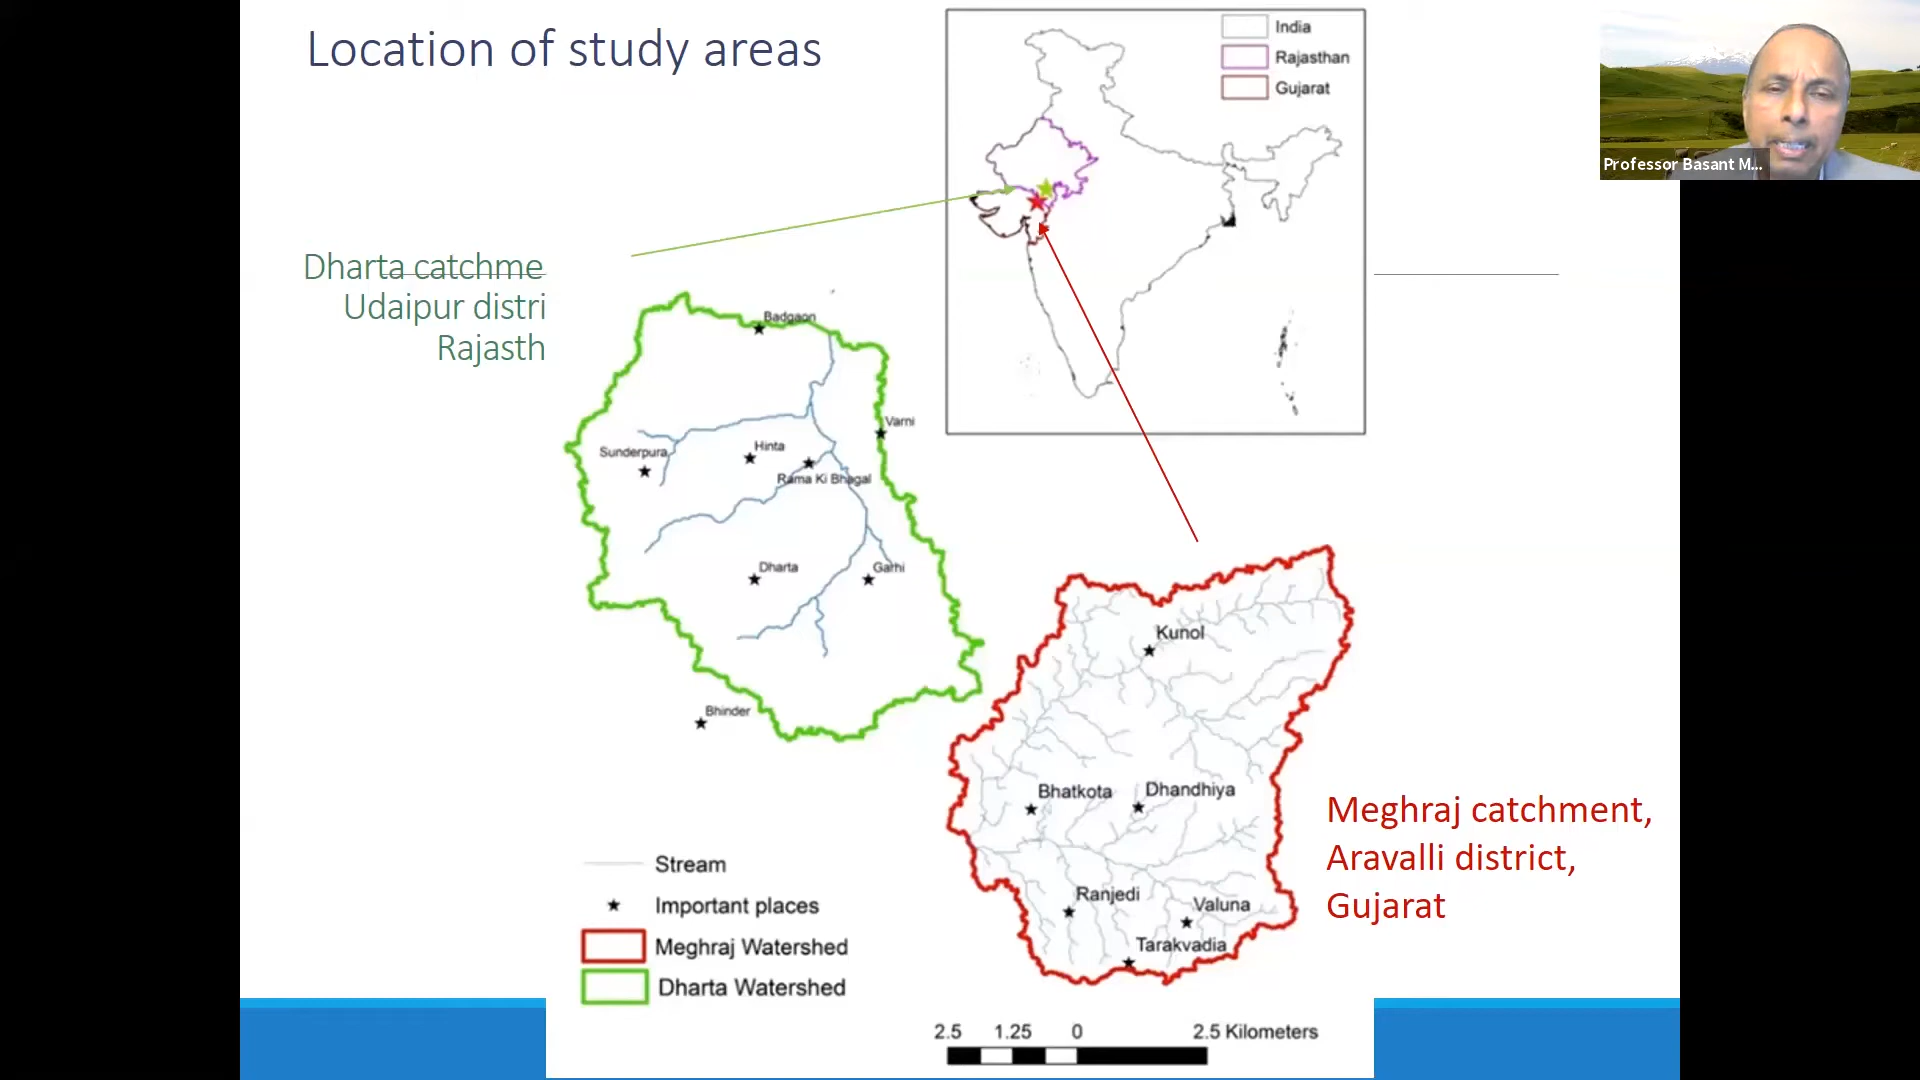 Location of study areas
India
Rajasthan
Gujarat
Professor Basant M...
Dharta catchme
Udaipur distri
Rajasth
Badgaon
Varni
Sunderpura
Hinta
Rama Ki Bhagal
Dharta
Garhi
Bhinder
Kunol
Bhatkota
Dhandhiya
Ranjedi
Valuna
Tarakvadia
Meghraj catchment,
Aravalli district,
Gujarat
Stream
Important places
Meghraj Watershed
Dharta Watershed
2.5 1.25 0 2.5 Kilometers